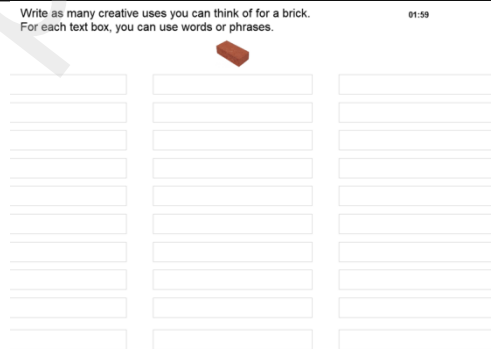 Write as many creative uses you can think of for a brick.
01:59
For each text box, you can use words or phrases.